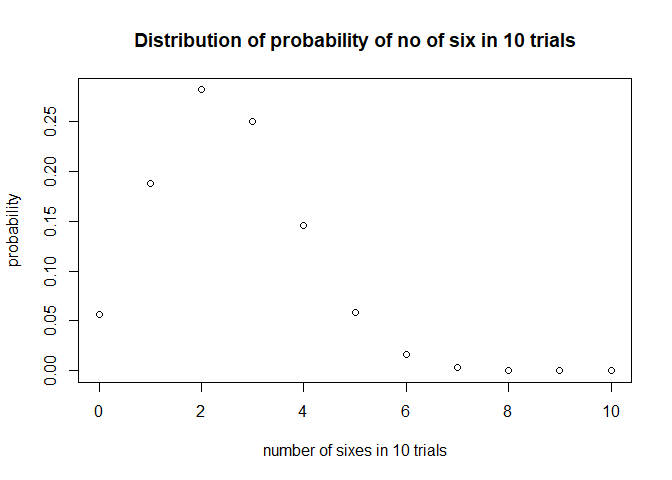 Distribution of probability of no of six in 10 trials
probability
0.25
0.20
0.15
0.10
0.05
0.00
0 2 4 6 8 10
number of sixes in 10 trials